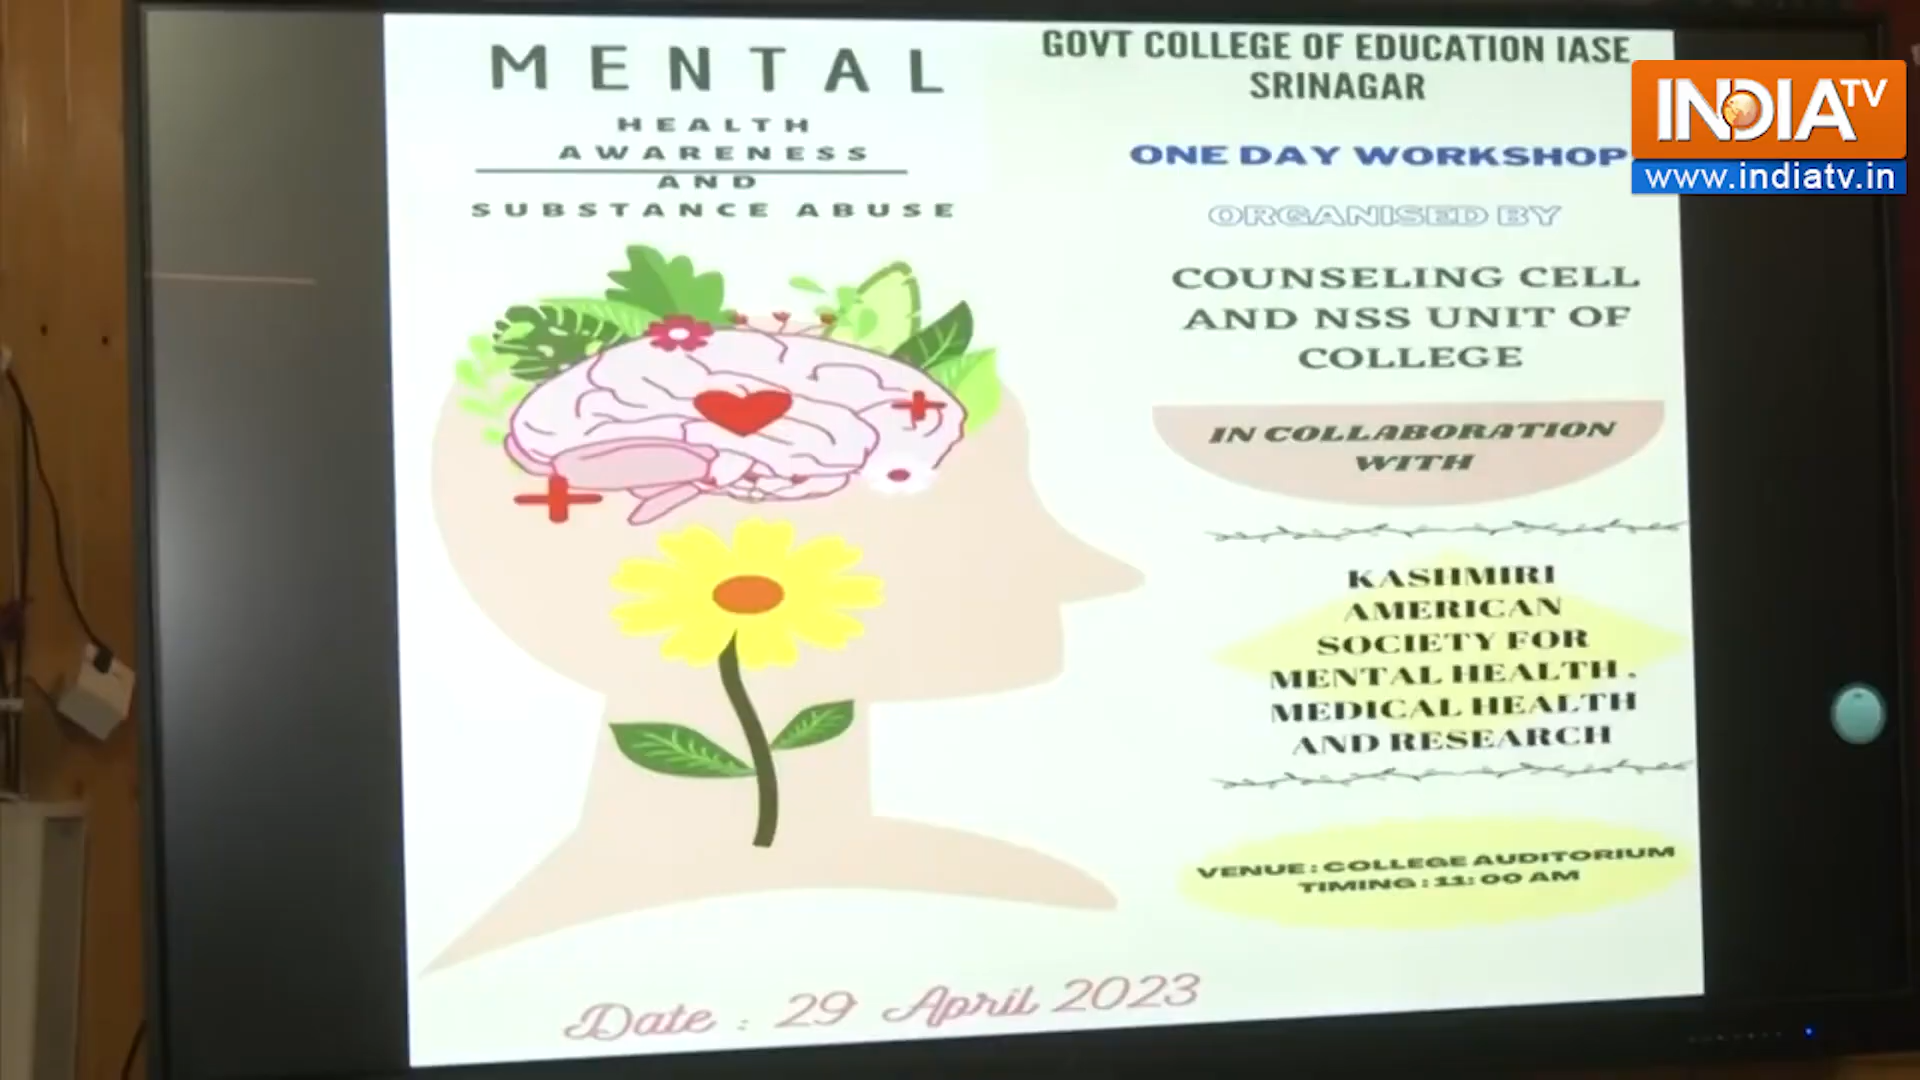 MENTAL
HEALTH
AWARENESS
AND
SUBSTANCE ABUSE
GOVT COLLEGE OF EDUCATION IASE
SRINAGAR
ONE DAY WORKSHOP
ORGANISED BY
COUNSELING CELL
AND NSS UNIT OF
COLLEGE
IN COLLABORATION
WITH
KASHMIRI
AMERICAN
SOCIETY FOR
MENTAL HEALTH ,
MEDICAL HEALTH
AND RESEARCH
VENUE : COLLEGE AUDITORIUM
TIMING : 11: 00 AM
Date : 29 April 2023
INDIA TV
www.indiatv.in